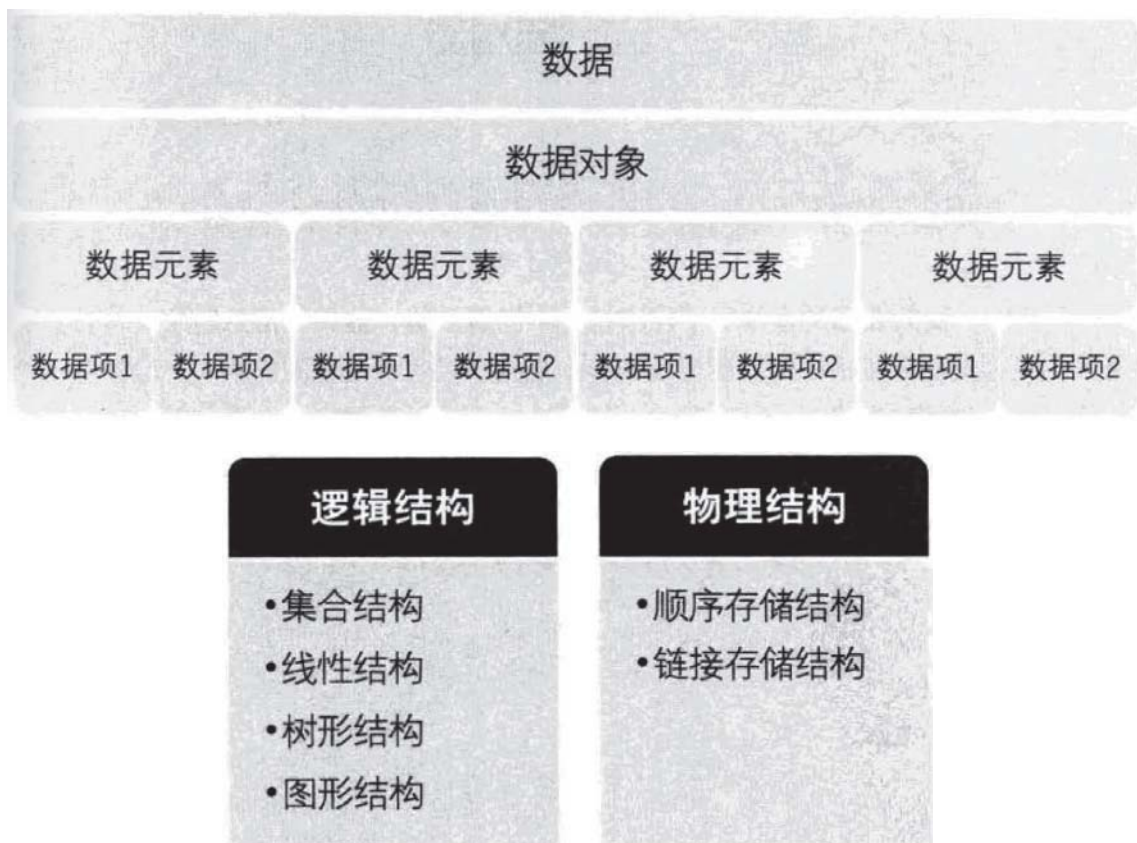 数据
数据对象
数据元素 数据元素 数据元素 数据元素
数据项1 数据项2 数据项1 数据项2 数据项1 数据项2 数据项1 数据项2
逻辑结构
•集合结构
•线性结构
•树形结构
•图形结构
物理结构
•顺序存储结构
•链接存储结构